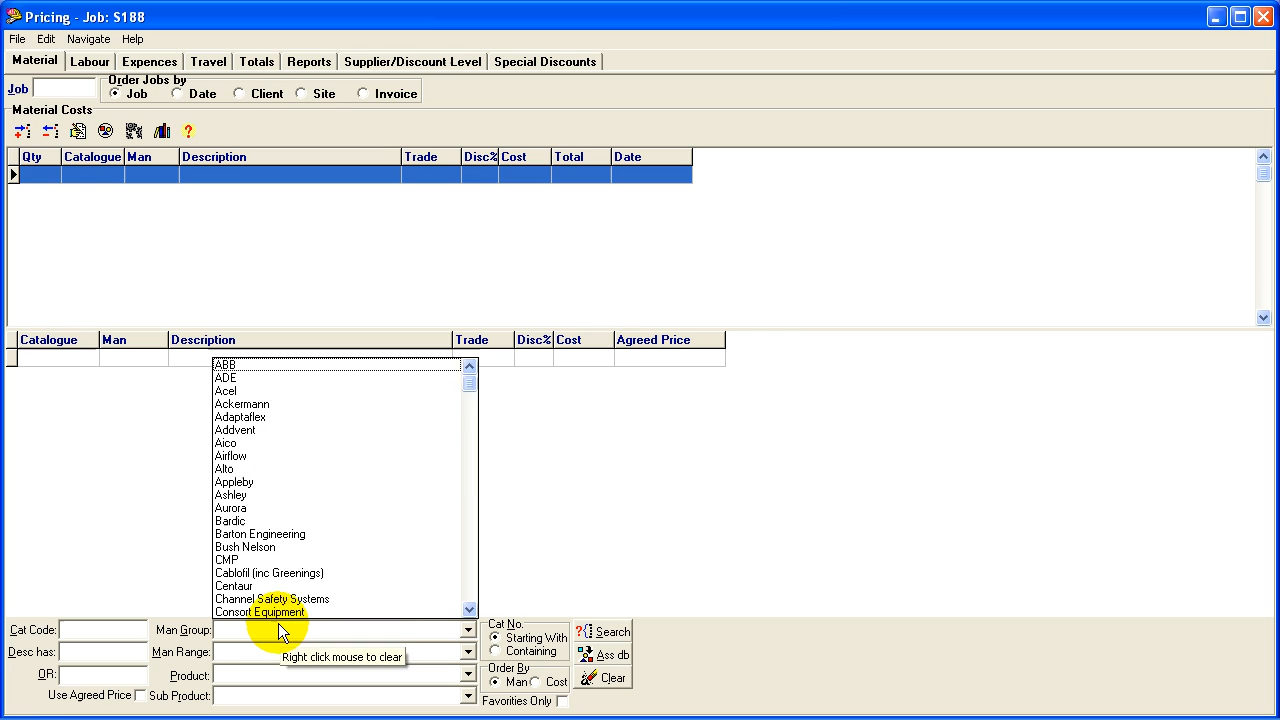 Pricing - Job: S188
File Edit Navigate Help
Material Labour Expences Travel Totals Reports Supplier/Discount Level Special Discounts
Job
Order Jobs by
Job Date Client Site Invoice
Material Costs
?
Qty Catalogue Man Description Trade Disc% Cost Total Date
Catalogue Man Description Trade Disc% Cost Agreed Price
ABB
ADE
Acel
Ackermann
Adaptaflex
Addvent
Aico
Airflow
Alto
Appleby
Ashley
Aurora
Bardic
Barton Engineering
Bush Nelson
CMP
Cablofil (inc Greenings)
Centaur
Channel Safety Systems
Consort Equipment
Cat Code: Man Group:
Desc has: Man Range:
Right click mouse to clear
OR: Product:
Use Agreed Price Sub Product:
Cat No.
Starting With
Containing
Order By
Man Cost
Favorities Only
Search
Ass db
Clear